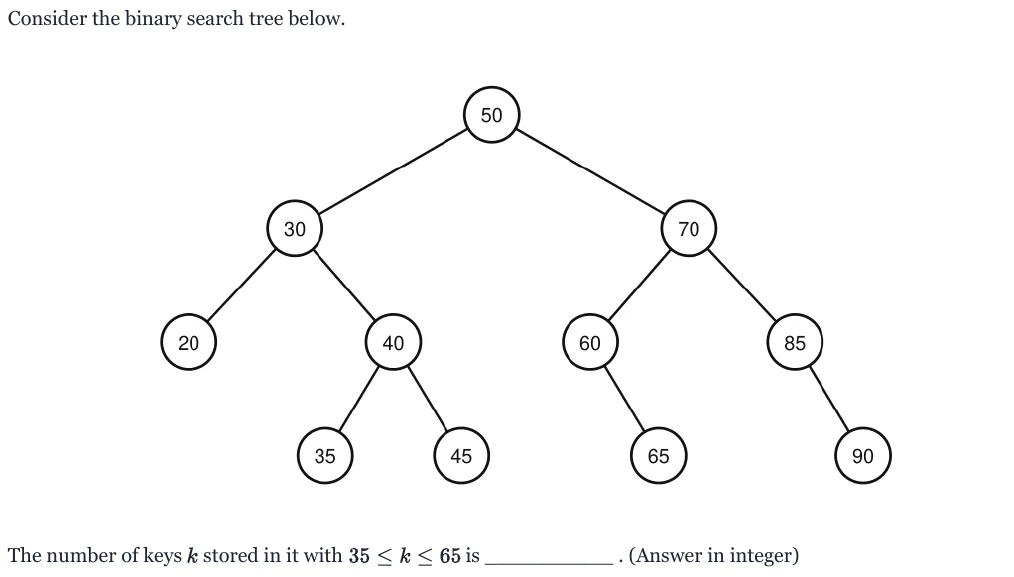 Consider the binary search tree below.
50
30 70
20 40 60 85
35 45 65 90
The number of keys k stored in it with 35 ≤ k ≤ 65 is ____________ . (Answer in integer)